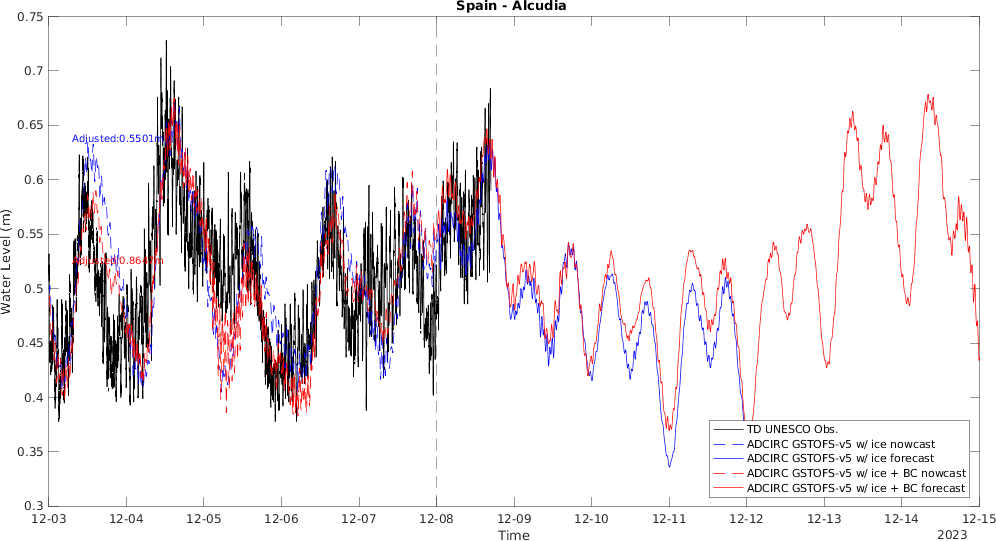 Spain - Alcudia
0.75
0.7
0.65
0.6
0.55
0.5
0.45
0.4
0.35
0.3
Water Level (m)
Adjusted:0.5501m
TD UNESCO Obs.
ADCIRC GSTOFS-v5 w/ ice nowcast
ADCIRC GSTOFS-v5 w/ ice forecast
ADCIRC GSTOFS-v5 w/ ice + BC nowcast
ADCIRC GSTOFS-v5 w/ ice + BC forecast
12-03 12-04 12-05 12-06 12-07 12-08 12-09 12-10 12-11 12-12 12-13 12-14 12-15
Time
2023